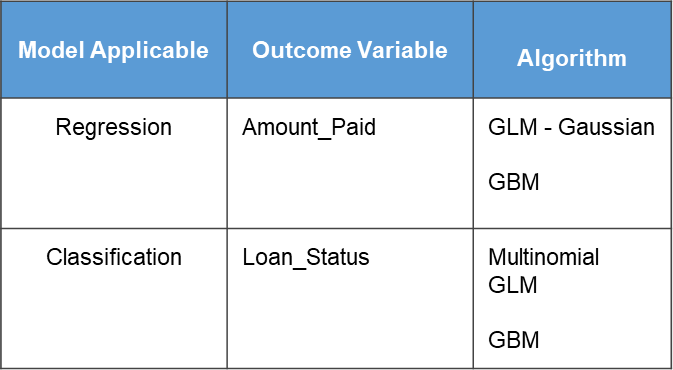 Model Applicable
Outcome Variable
Algorithm
Regression
Amount_Paid
GLM - Gaussian
GBM
Classification
Loan_Status
Multinomial
GLM
GBM